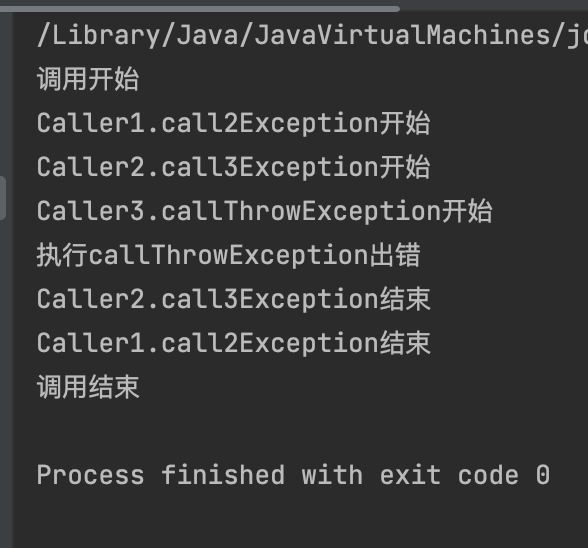 /Library/Java/JavaVirtualMachines/jd
调用开始
Caller1.call2Exception开始
Caller2.call3Exception开始
Caller3.callThrowException开始
执行callThrowException出错
Caller2.call3Exception结束
Caller1.call2Exception结束
调用结束
Process finished with exit code 0